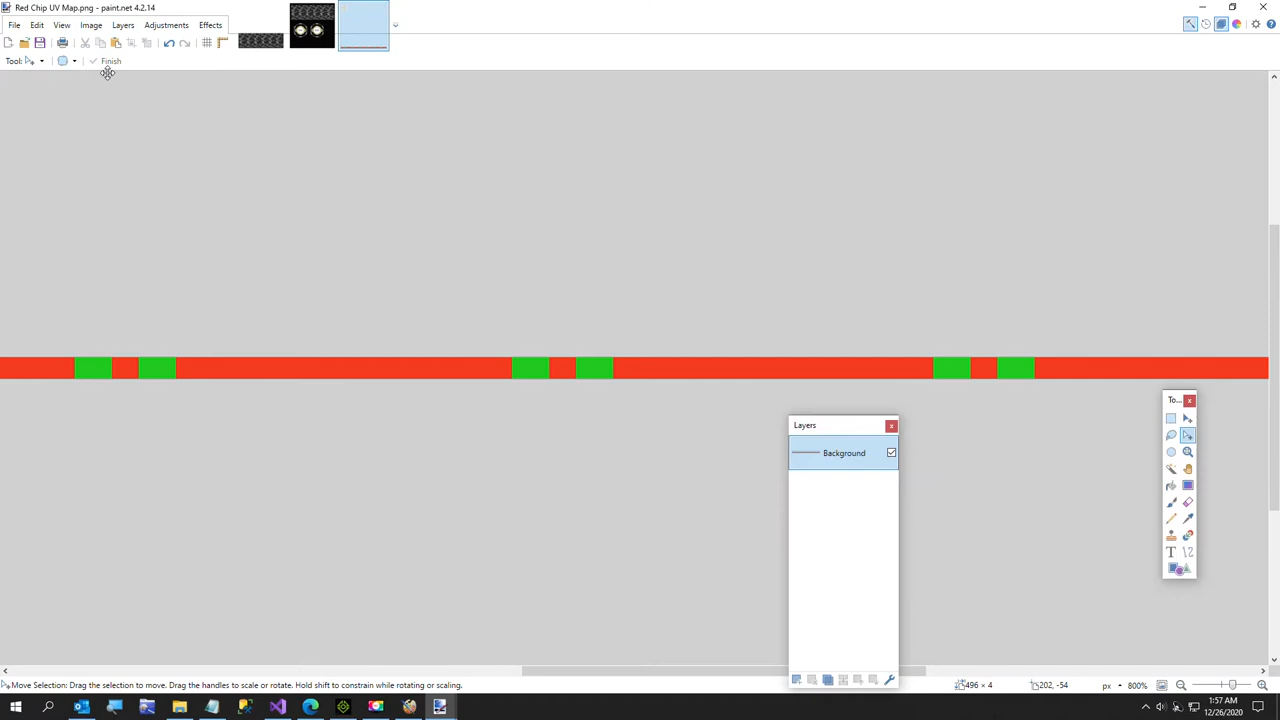 Red Chip UV Map.png - paint.net 4.2.14
File Edit View Image Layers Adjustments Effects
Tool: Finish
Layers
Background
To...
Move Selection: Drag the selection to move. Drag the handles to scale or rotate. Hold shift to constrain while rotating or scaling.
496 × 4
202, -54
px
800%
1:57 AM
12/26/2020